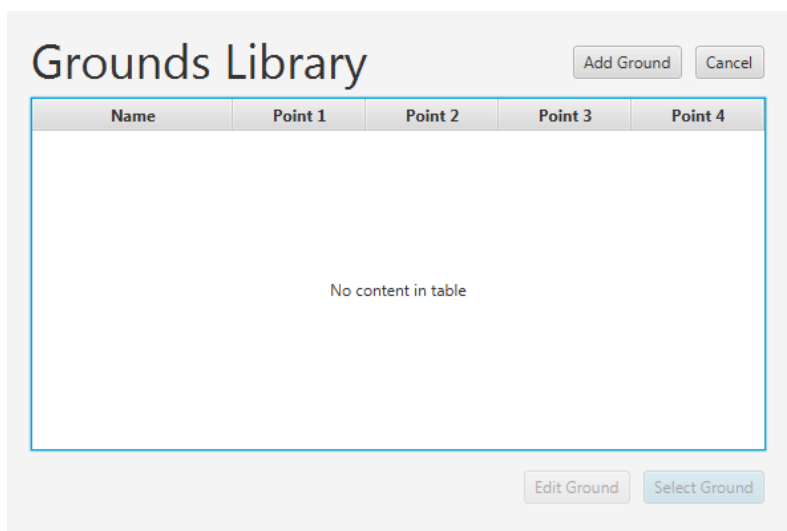 Grounds Library
Add Ground
Cancel
Name Point 1 Point 2 Point 3 Point 4
No content in table
Edit Ground
Select Ground